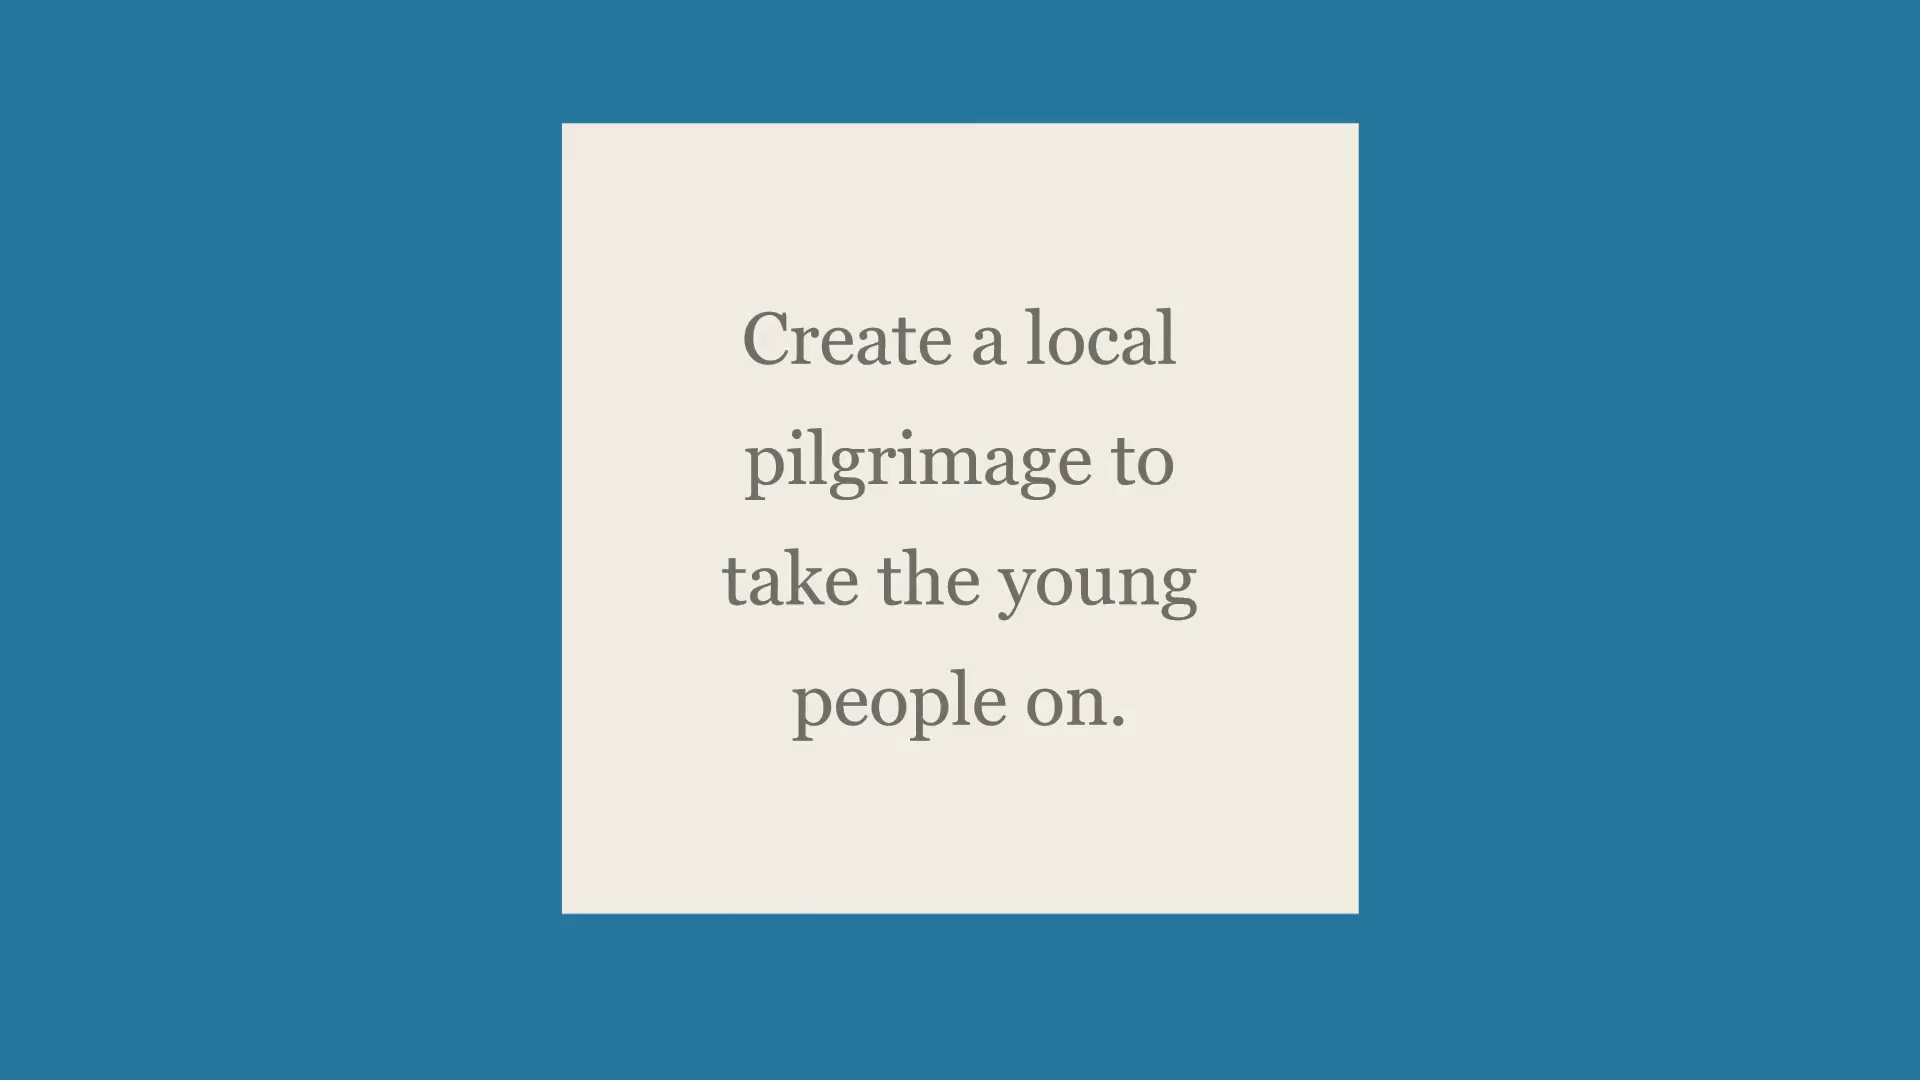 Create a local
pilgrimage to
take the young
people on.